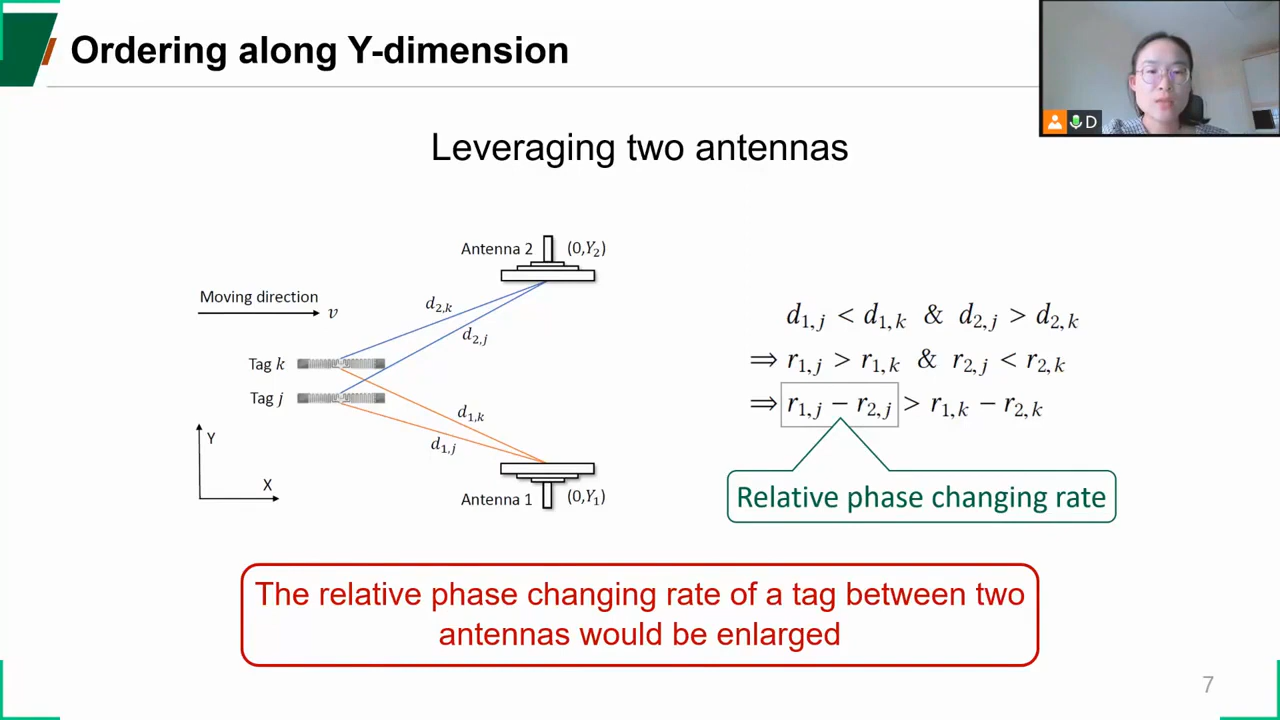 Ordering along Y-dimension
D
Leveraging two antennas
Antenna 2 (0,Y₂)
Moving direction
v
d₂,ₖ
d₂,ⱼ
Tag k
Tag j
d₁,ₖ
d₁,ⱼ
Y
X
Antenna 1 (0,Y₁)
d₁,ⱼ < d₁,ₖ & d₂,ⱼ > d₂,ₖ
⇒ r₁,ⱼ > r₁,ₖ & r₂,ⱼ < r₂,ₖ
⇒ r₁,ⱼ − r₂,ⱼ > r₁,ₖ − r₂,ₖ
Relative phase changing rate
The relative phase changing rate of a tag between two
antennas would be enlarged
7